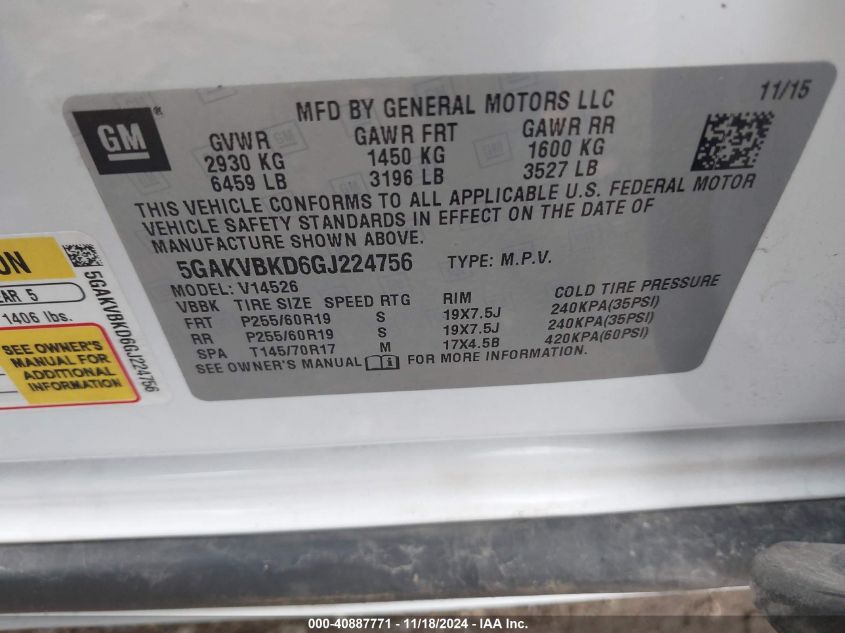 11/15
MFD BY GENERAL MOTORS LLC
GM®
GVWR GAWR FRT GAWR RR
2930 KG 1450 KG 1600 KG
6459 LB 3196 LB 3527 LB
THIS VEHICLE CONFORMS TO ALL APPLICABLE U.S. FEDERAL MOTOR
VEHICLE SAFETY STANDARDS IN EFFECT ON THE DATE OF
MANUFACTURE SHOWN ABOVE.
5GAKVBKD6GJ224756 TYPE: M.P.V.
MODEL: V14526
VBBK TIRE SIZE SPEED RTG RIM COLD TIRE PRESSURE
FRT P255/60R19 S 19X7.5J 240KPA(35PSI)
RR P255/60R19 S 19X7.5J 240KPA(35PSI)
SPA T145/70R17 M 17X4.5B 420KPA(60PSI)
SEE OWNER'S MANUAL FOR MORE INFORMATION.
5GAKVBKD6GJ224756
EAR 5
1406 lbs.
SEE OWNER'S
MANUAL FOR
ADDITIONAL
INFORMATION
000-40887771 - 11/18/2024 - IAA Inc.